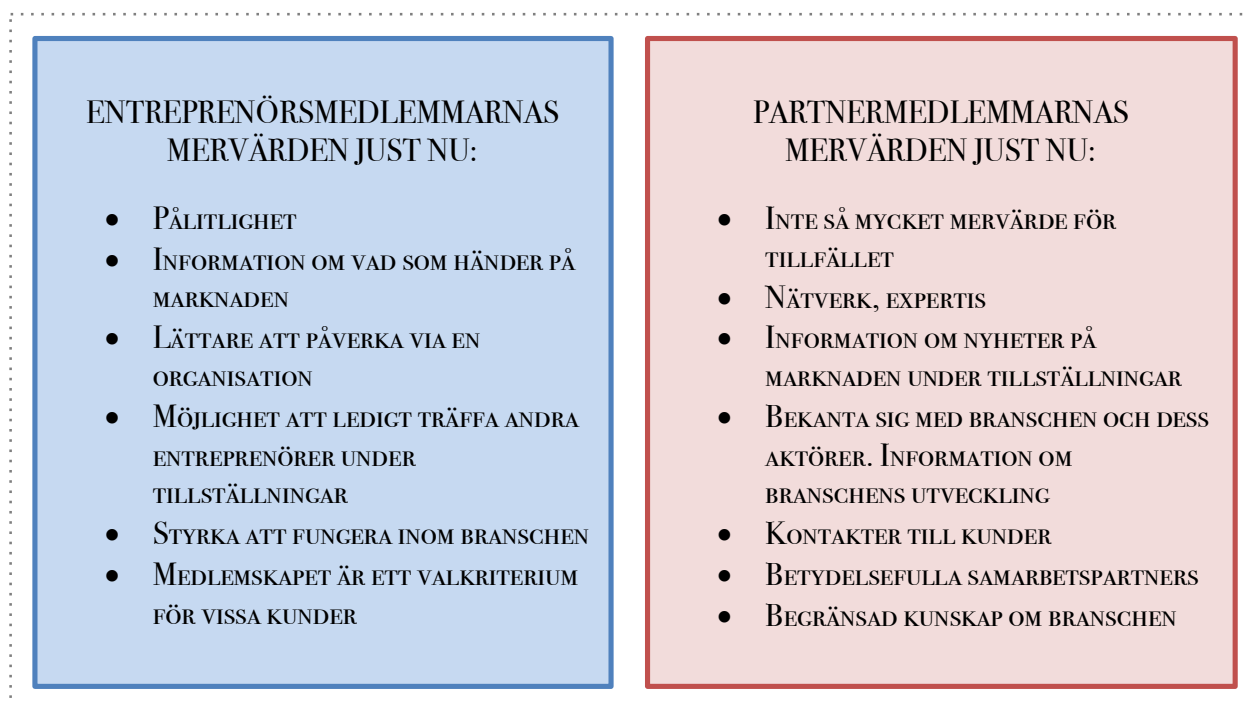 ENTREPRENÖRSMEDLEMMARNAS
MERVÄRDEN JUST NU:
● Pålitlighet
● Information om vad som händer på
marknaden
● Lättare att påverka via en
organisation
● Möjlighet att ledigt träffa andra
entreprenörer under
tillställningar
● Styrka att fungera inom branschen
● Medlemskapet är ett valkriterium
för vissa kunder
PARTNERMEDLEMMARNAS
MERVÄRDEN JUST NU:
● Inte så mycket mervärde för
tillfället
● Nätverk, expertis
● Information om nyheter på
marknaden under tillställningar
● Bekanta sig med branschen och dess
aktörer. Information om
branschens utveckling
● Kontakter till kunder
● Betydelsefulla samarbetspartners
● Begränsad kunskap om branschen